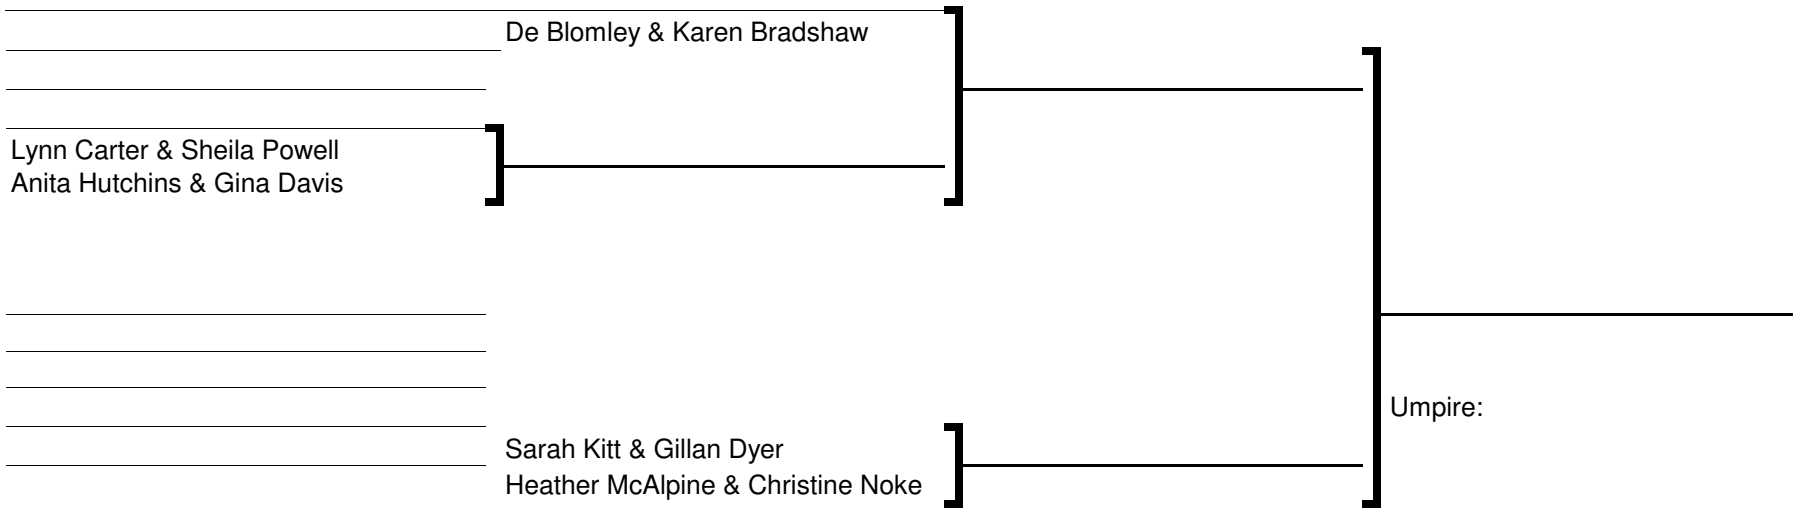 De Blomley & Karen Bradshaw
Lynn Carter & Sheila Powell
Anita Hutchins & Gina Davis
Umpire:
Sarah Kitt & Gillan Dyer
Heather McAlpine & Christine Noke